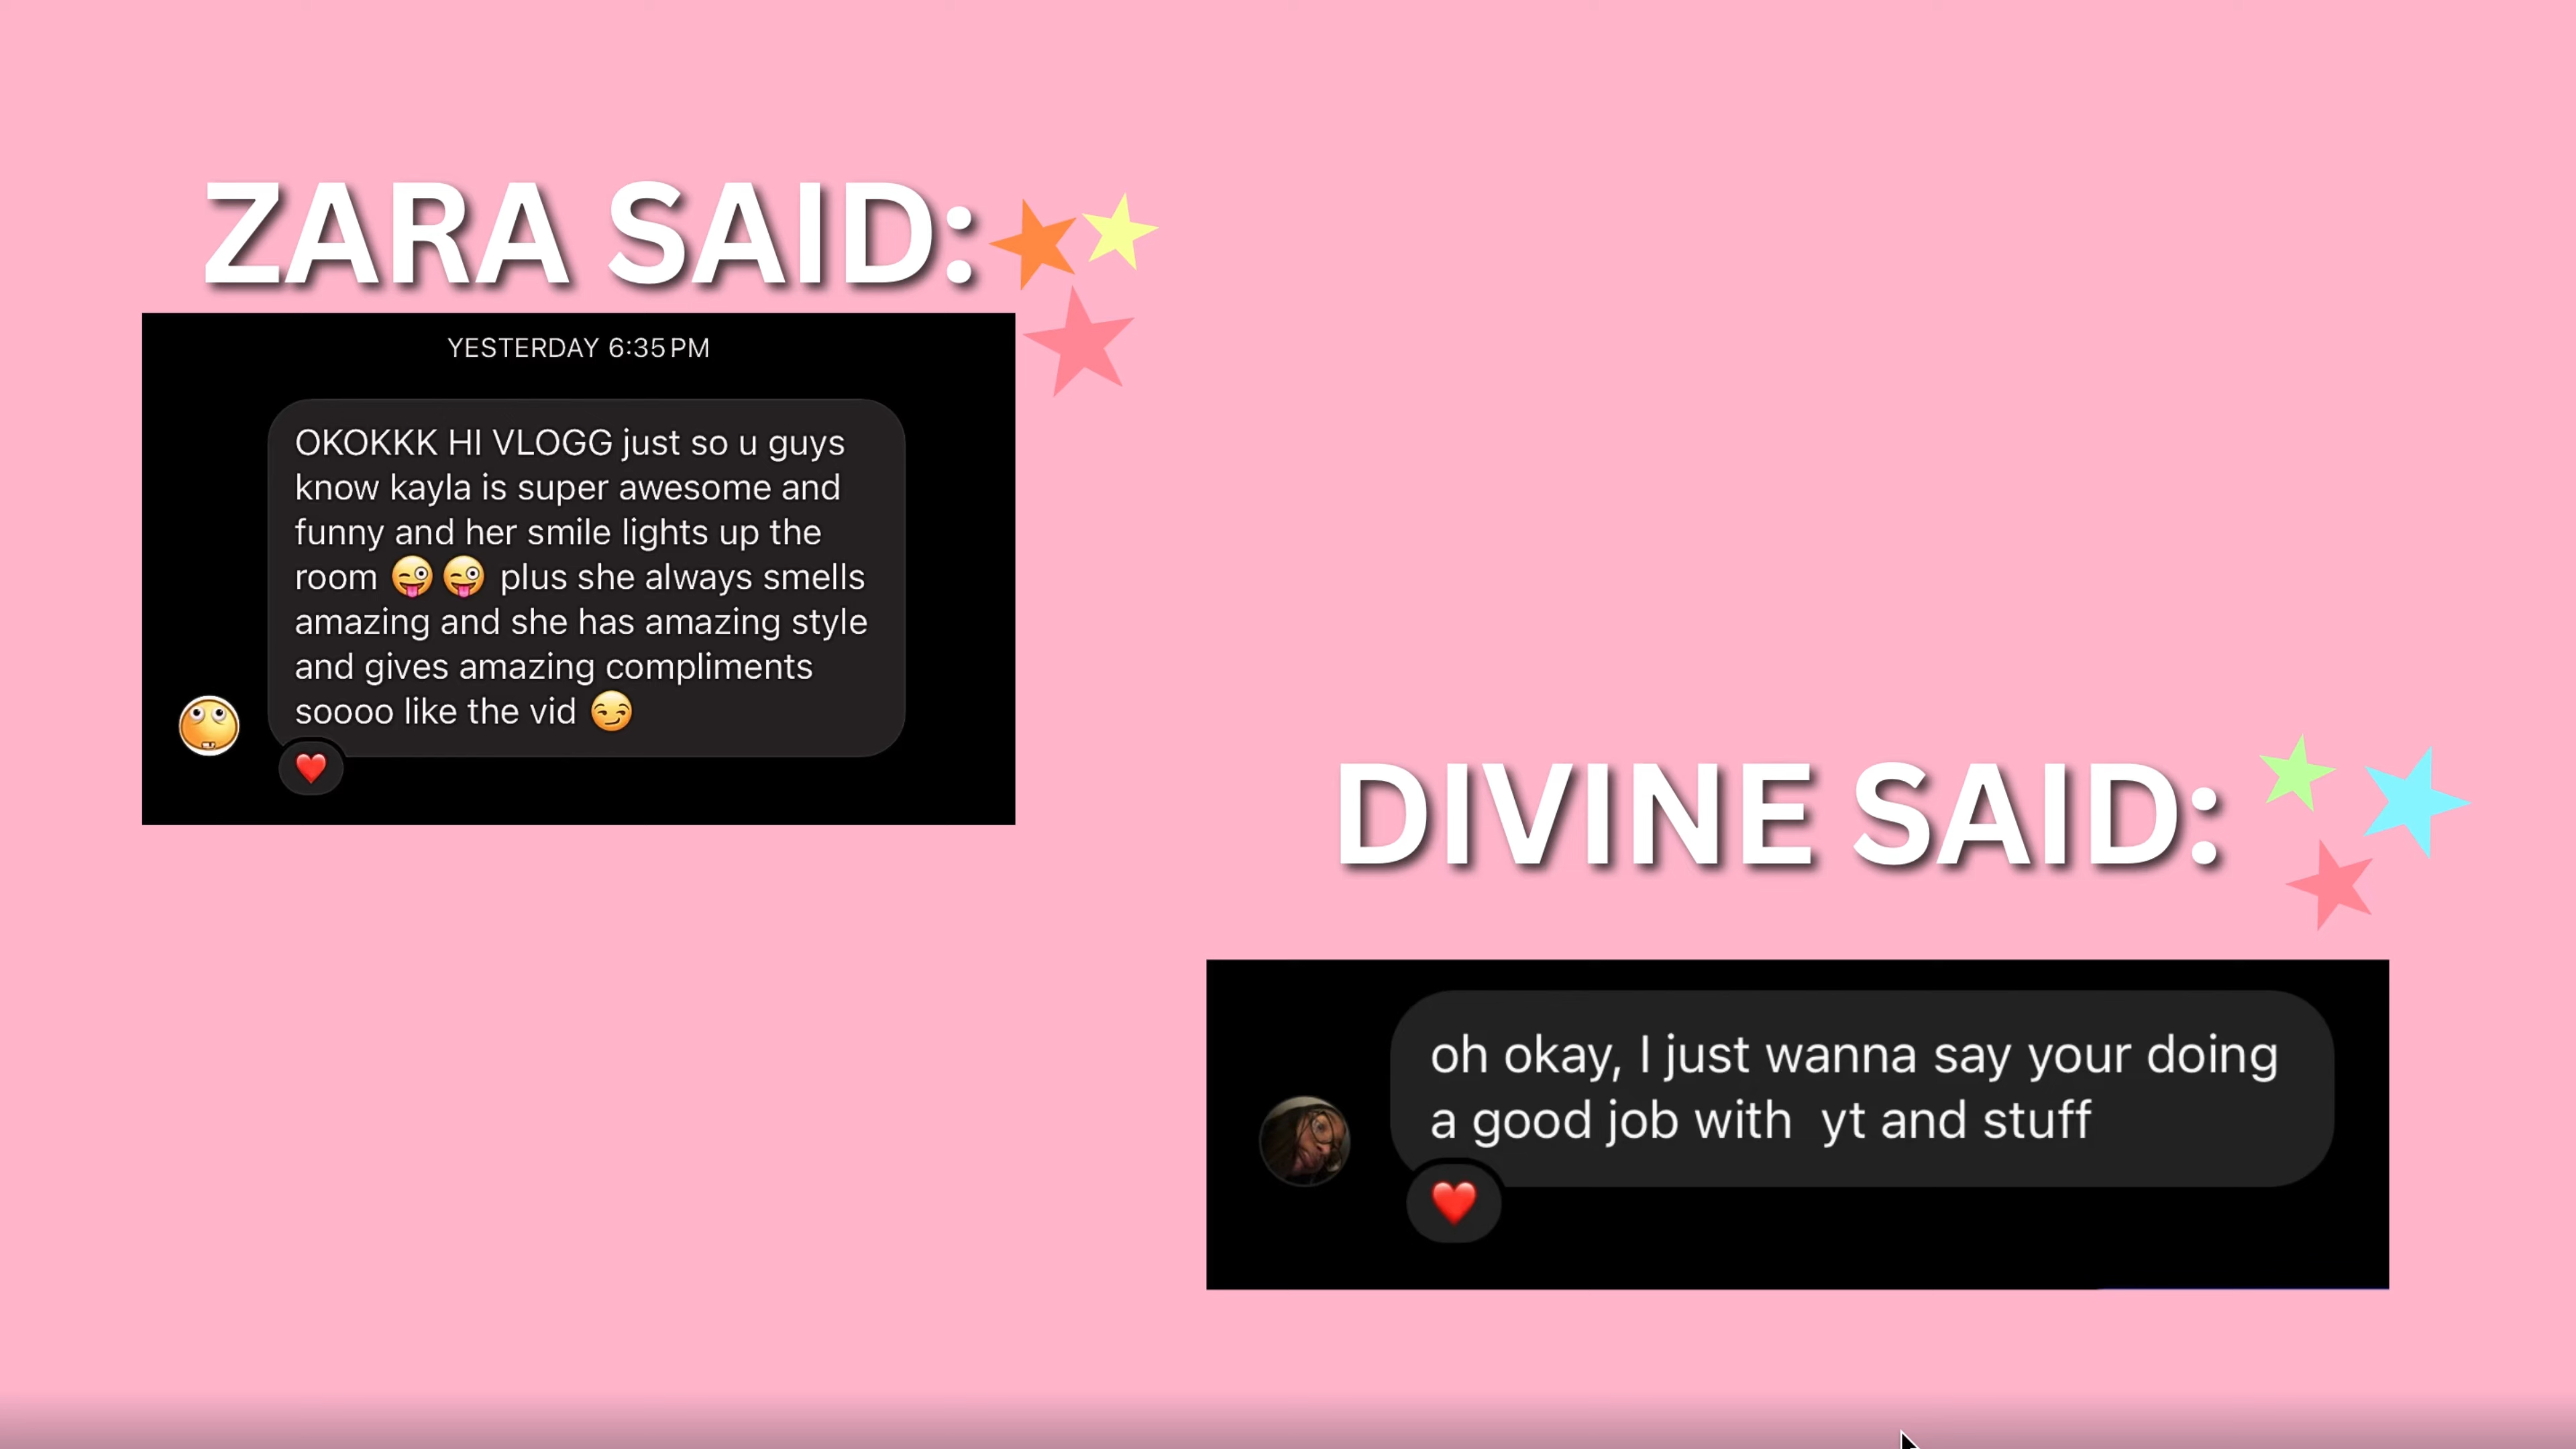 ZARA SAID:
YESTERDAY 6:35 PM
OKOKKK HI VLOGG just so u guys
know kayla is super awesome and
funny and her smile lights up the
room 😜😜 plus she always smells
amazing and she has amazing style
and gives amazing compliments
soooo like the vid 😏
DIVINE SAID:
oh okay, I just wanna say your doing
a good job with  yt and stuff